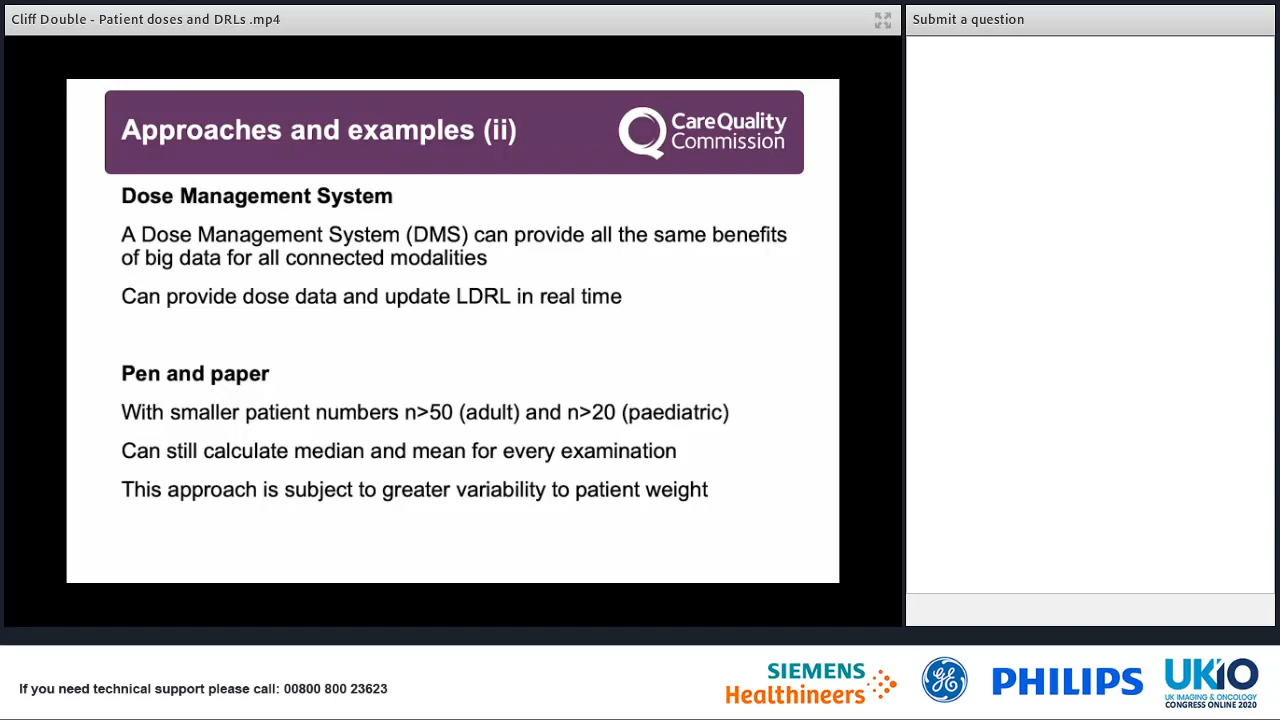 Cliff Double - Patient doses and DRLs .mp4
Submit a question
Approaches and examples (ii)
CareQuality
Commission
Dose Management System
A Dose Management System (DMS) can provide all the same benefits
of big data for all connected modalities
Can provide dose data and update LDRL in real time
Pen and paper
With smaller patient numbers n>50 (adult) and n>20 (paediatric)
Can still calculate median and mean for every examination
This approach is subject to greater variability to patient weight
If you need technical support please call: 00800 800 23623
SIEMENS
Healthineers
GE
PHILIPS
UKIO
UK IMAGING & ONCOLOGY
CONGRESS ONLINE 2020